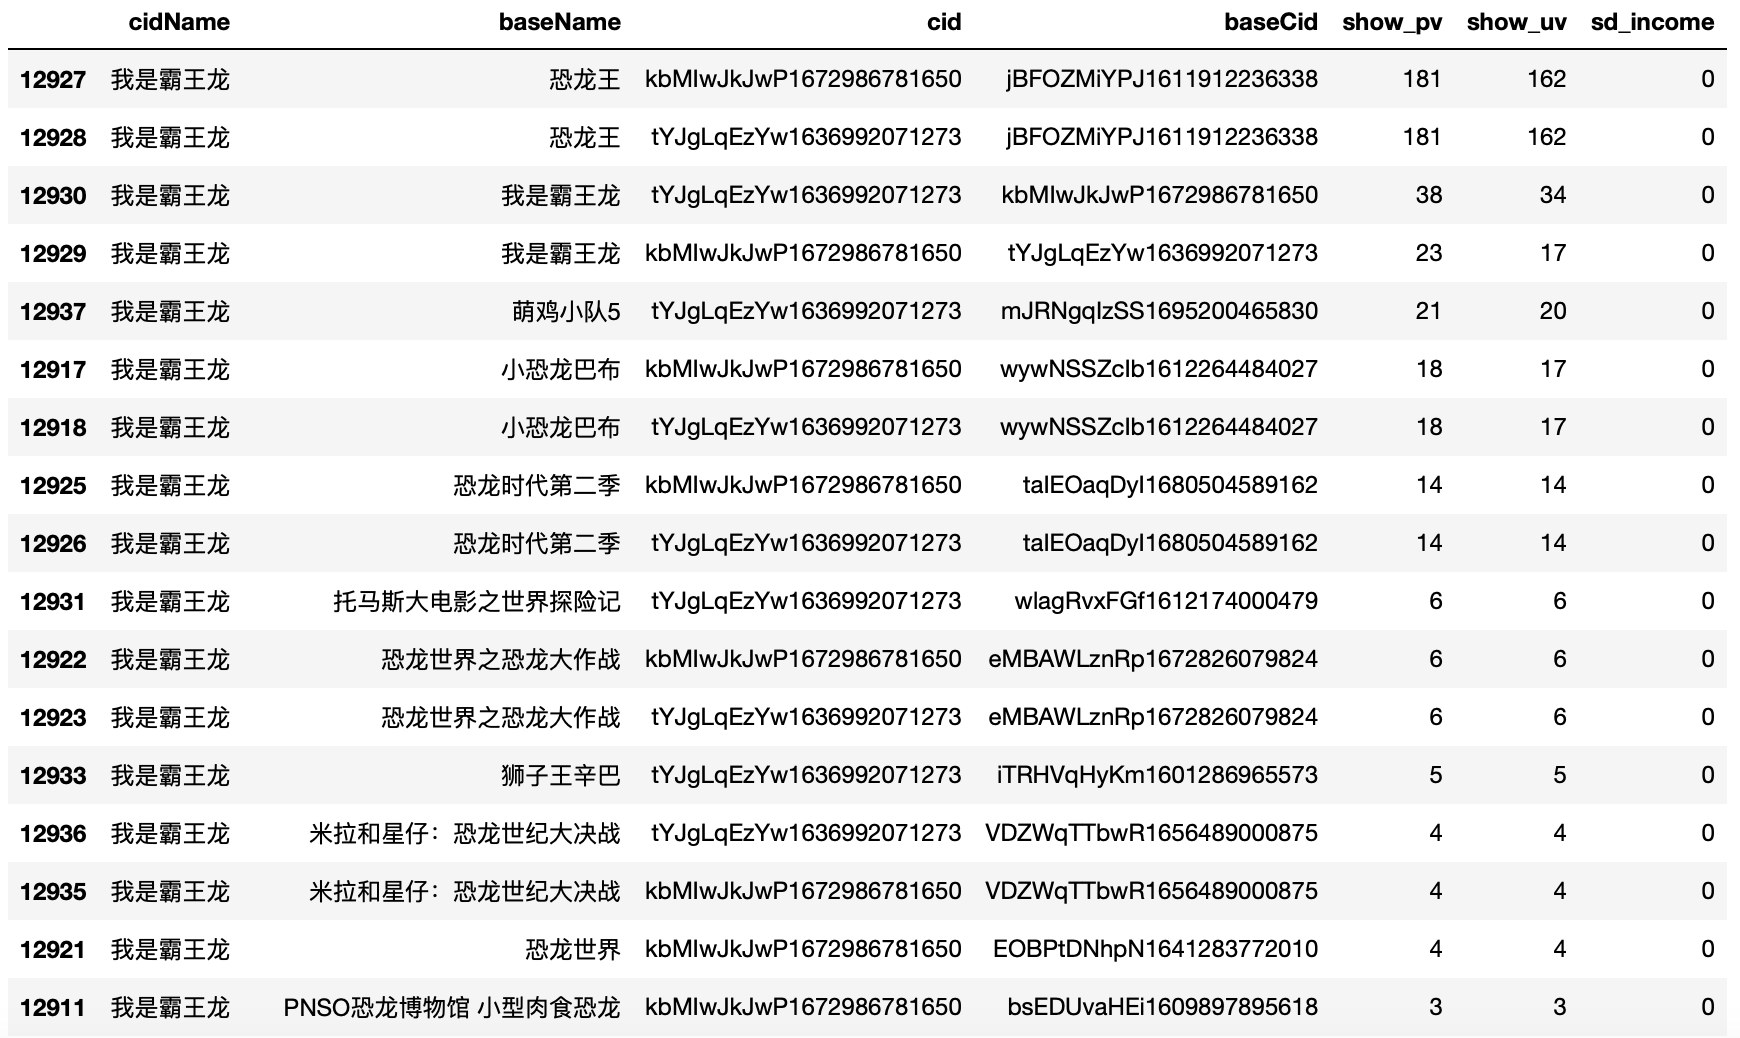 cidName baseName cid baseCid show_pv show_uv sd_income
12927 我是霸王龙 恐龙王 kbMIwJkJwP1672986781650 jBFOZMiYPJ1611912236338 181 162 0
12928 我是霸王龙 恐龙王 tYJgLqEzYw1636992071273 jBFOZMiYPJ1611912236338 181 162 0
12930 我是霸王龙 我是霸王龙 tYJgLqEzYw1636992071273 kbMIwJkJwP1672986781650 38 34 0
12929 我是霸王龙 我是霸王龙 kbMIwJkJwP1672986781650 tYJgLqEzYw1636992071273 23 17 0
12937 我是霸王龙 萌鸡小队5 tYJgLqEzYw1636992071273 mJRNgqIzSS1695200465830 21 20 0
12917 我是霸王龙 小恐龙巴布 kbMIwJkJwP1672986781650 wywNSSZcIb1612264484027 18 17 0
12918 我是霸王龙 小恐龙巴布 tYJgLqEzYw1636992071273 wywNSSZcIb1612264484027 18 17 0
12925 我是霸王龙 恐龙时代第二季 kbMIwJkJwP1672986781650 taIEOaqDyI1680504589162 14 14 0
12926 我是霸王龙 恐龙时代第二季 tYJgLqEzYw1636992071273 taIEOaqDyI1680504589162 14 14 0
12931 我是霸王龙 托马斯大电影之世界探险记 tYJgLqEzYw1636992071273 wlagRvxFGf1612174000479 6 6 0
12922 我是霸王龙 恐龙世界之恐龙大作战 kbMIwJkJwP1672986781650 eMBAWLznRp1672826079824 6 6 0
12923 我是霸王龙 恐龙世界之恐龙大作战 tYJgLqEzYw1636992071273 eMBAWLznRp1672826079824 6 6 0
12933 我是霸王龙 狮子王辛巴 tYJgLqEzYw1636992071273 iTRHVqHyKm1601286965573 5 5 0
12936 我是霸王龙 米拉和星仔：恐龙世纪大决战 tYJgLqEzYw1636992071273 VDZWqTTbwR1656489000875 4 4 0
12935 我是霸王龙 米拉和星仔：恐龙世纪大决战 kbMIwJkJwP1672986781650 VDZWqTTbwR1656489000875 4 4 0
12921 我是霸王龙 恐龙世界 kbMIwJkJwP1672986781650 EOBPtDNhpN1641283772010 4 4 0
12911 我是霸王龙 PNSO恐龙博物馆 小型肉食恐龙 kbMIwJkJwP1672986781650 bsEDUvaHEi1609897895618 3 3 0